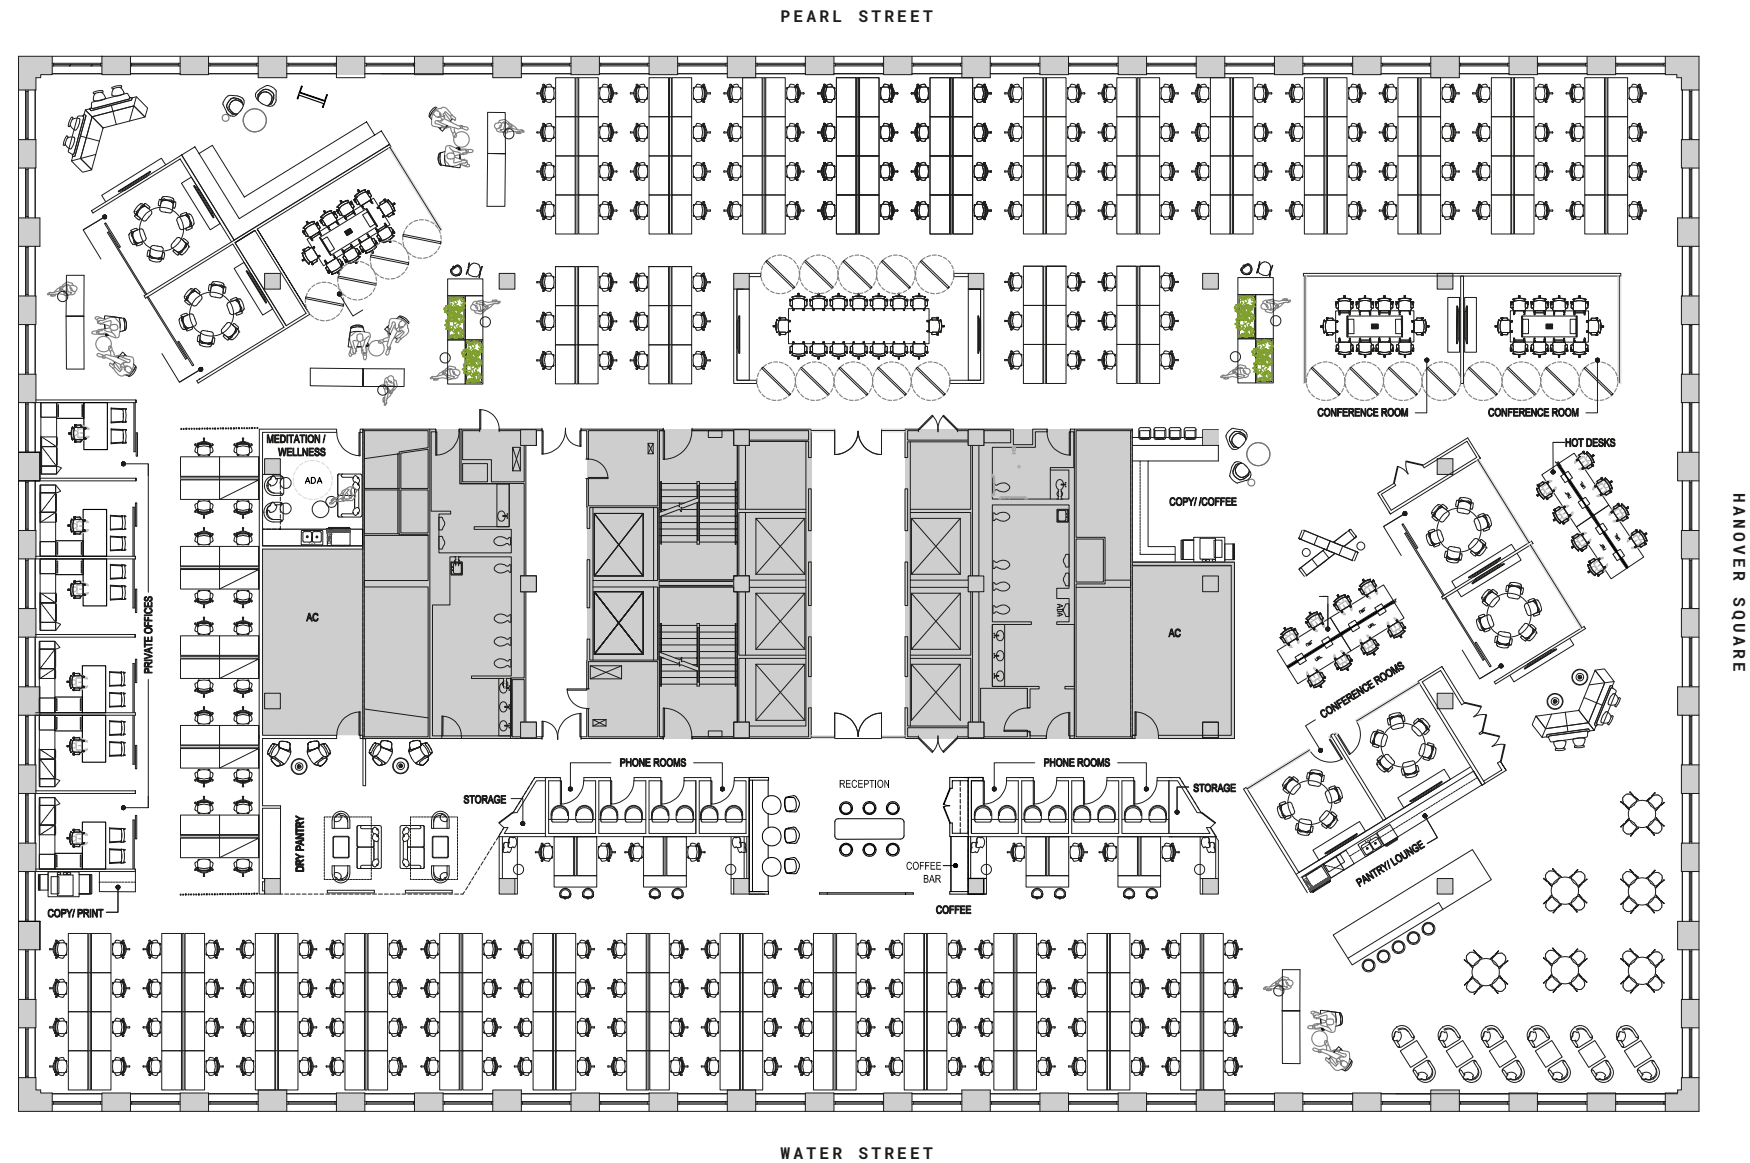 PEARL STREET
CONFERENCE ROOM
CONFERENCE ROOM
MEDITATION /
WELLNESS
HOT DESKS
ADA
COPY/ /COFFEE
HANOVER SQUARE
PRIVATE OFFICES
AC
ADA
AC
CONFERENCE ROOMS
PHONE ROOMS
PHONE ROOMS
RECEPTION
STORAGE
STORAGE
DRY PANTRY
COFFEE
BAR
PANTRY/ LOUNGE
COPY/ PRINT
COFFEE
WATER STREET